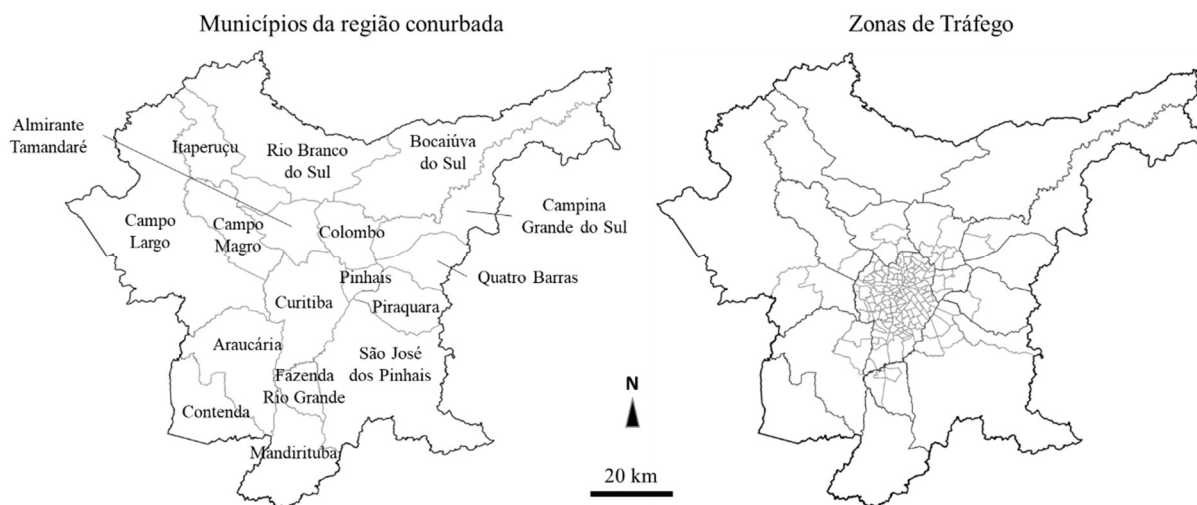 Municípios da região conurbada
Zonas de Tráfego
Almirante
Tamandaré
Itaperuçu
Rio Branco
do Sul
Bocaiúva
do Sul
Campo
Largo
Campo
Magro
Colombo
Campina
Grande do Sul
Pinhais
Quatro Barras
Curitiba
Piraquara
Araucária
São José
dos Pinhais
Fazenda
Rio Grande
Contenda
Mandirituba
N
20 km